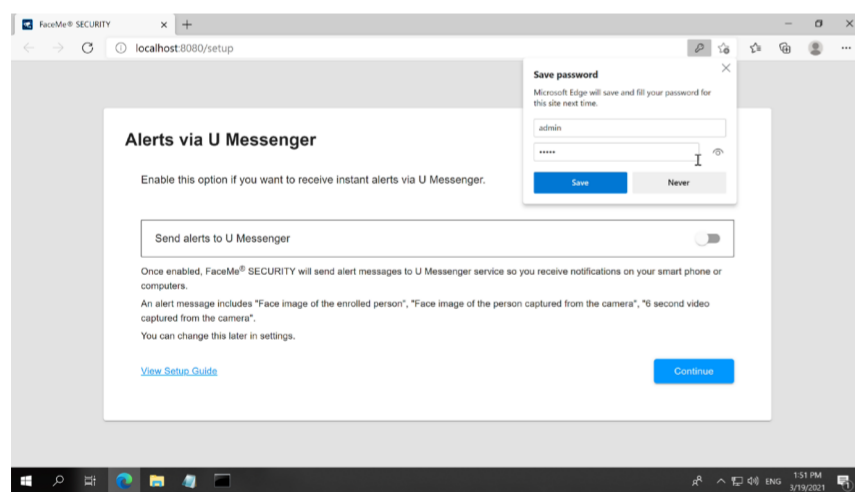 FaceMe® SECURITY
localhost:8080/setup
Save password
Microsoft Edge will save and fill your password for
this site next time.
admin
•••••
Save Never
Alerts via U Messenger
Enable this option if you want to receive instant alerts via U Messenger.
Send alerts to U Messenger
Once enabled, FaceMe® SECURITY will send alert messages to U Messenger service so you receive notifications on your smart phone or
computers.
An alert message includes "Face image of the enrolled person", "Face image of the person captured from the camera", "6 second video
captured from the camera".
You can change this later in settings.
View Setup Guide
Continue
ENG
1:51 PM
3/19/2021